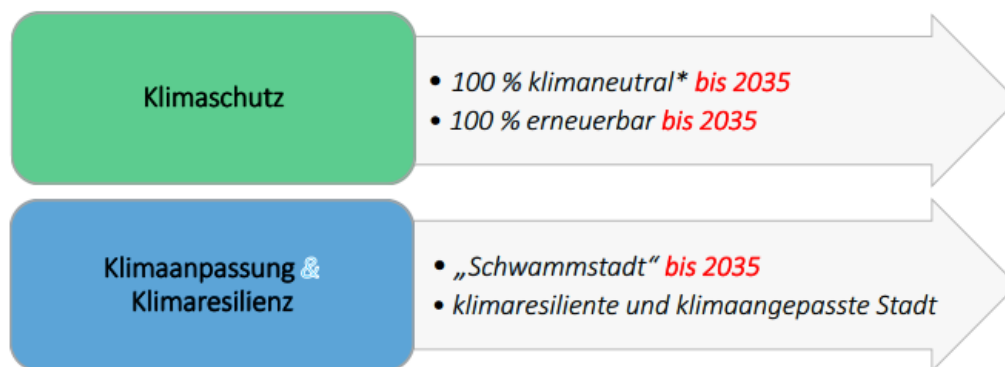 Klimaschutz
• 100 % klimaneutral* bis 2035
• 100 % erneuerbar bis 2035
Klimaanpassung &
Klimaresilienz
• „Schwammstadt“ bis 2035
• klimaresiliente und klimaangepasste Stadt